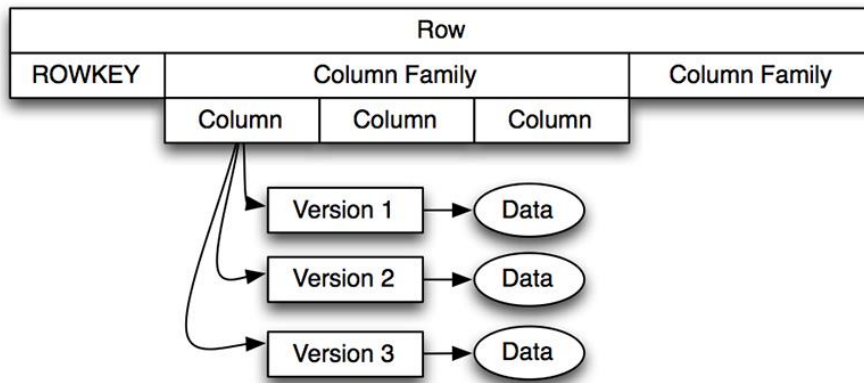 Row
ROWKEY Column Family Column Family
Column Column Column
Version 1 Data
Version 2 Data
Version 3 Data